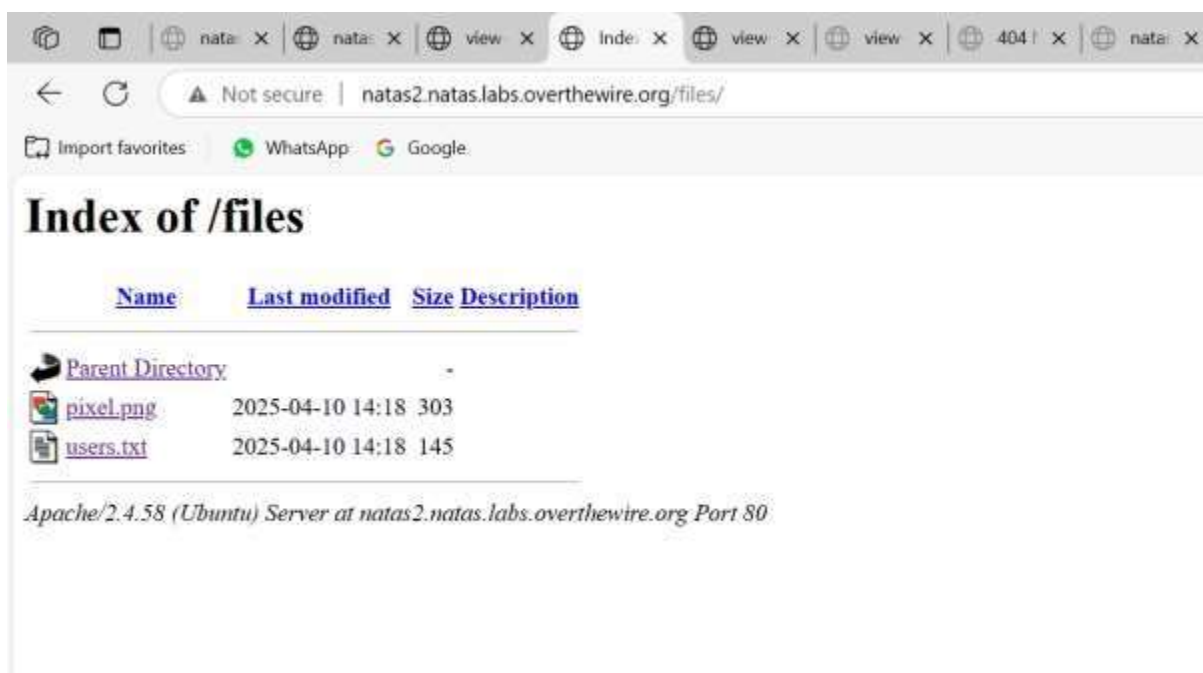 nata: nata: view Inde: view view 404 nata:
Not secure natas2.natas.labs.overthewire.org/files/
Import favorites WhatsApp Google
Index of /files
Name Last modified Size Description
Parent Directory -
pixel.png 2025-04-10 14:18 303
users.txt 2025-04-10 14:18 145
Apache/2.4.58 (Ubuntu) Server at natas2.natas.labs.overthewire.org Port 80